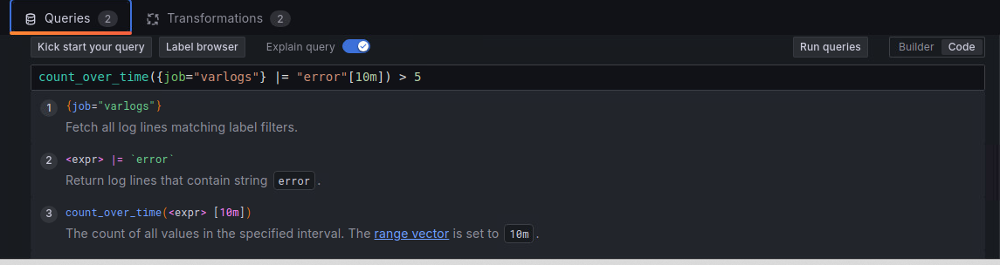 Queries 2 Transformations 2
Kick start your query Label browser Explain query Run queries Builder Code
count_over_time({job="varlogs"} |= "error"[10m]) > 5
1 {job="varlogs"}
Fetch all log lines matching label filters.
2 <expr> |= `error`
Return log lines that contain string error .
3 count_over_time(<expr> [10m])
The count of all values in the specified interval. The range vector is set to 10m .